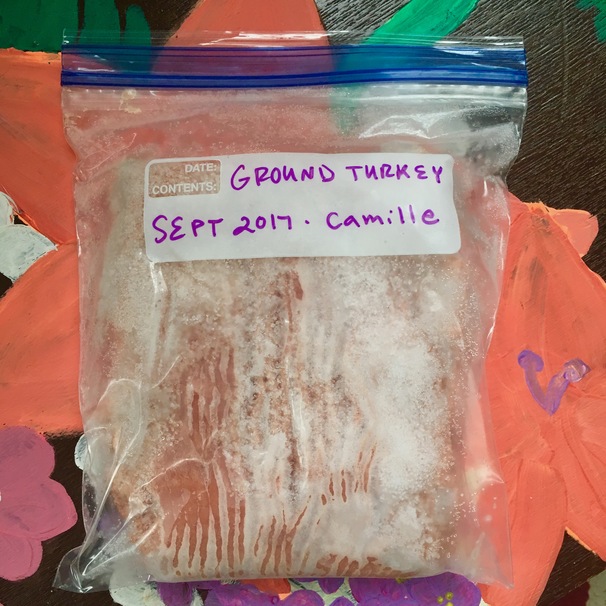 DATE: GROUND TURKEY
CONTENTS:
SEPT 2017 · Camille